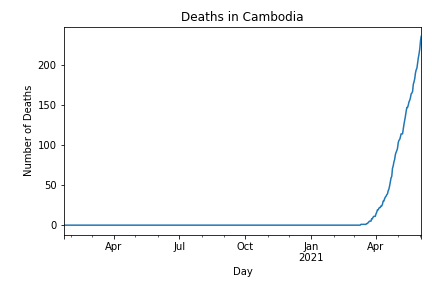 Deaths in Cambodia
Number of Deaths
200
150
100
50
0
Apr
Jul
Oct
Jan
2021
Apr
Day